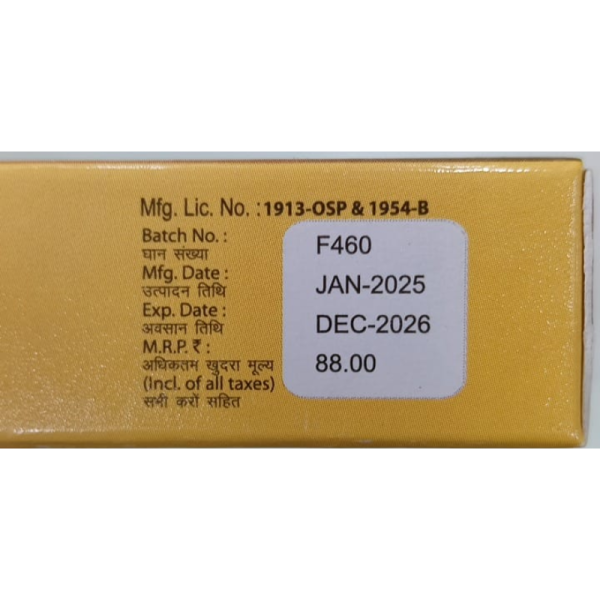 Mfg. Lic. No. : 1913-OSP & 1954-B
Batch No. : F460
घान संख्या
Mfg. Date : JAN-2025
उत्पादन तिथि
Exp. Date : DEC-2026
अवसान तिथि
M.R.P. ₹ : 88.00
अधिकतम खुदरा मूल्य
(Incl. of all taxes)
सभी करों सहित